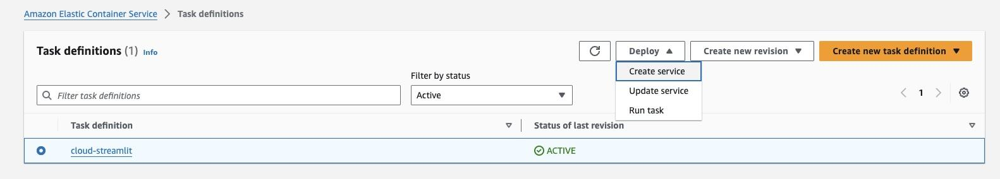 Amazon Elastic Container Service > Task definitions
Task definitions (1) Info
Deploy
Create new revision
Create new task definition
Create service
Update service
Run task
Filter by status
Filter task definitions
Active
1
Task definition
Status of last revision
cloud-streamlit
ACTIVE